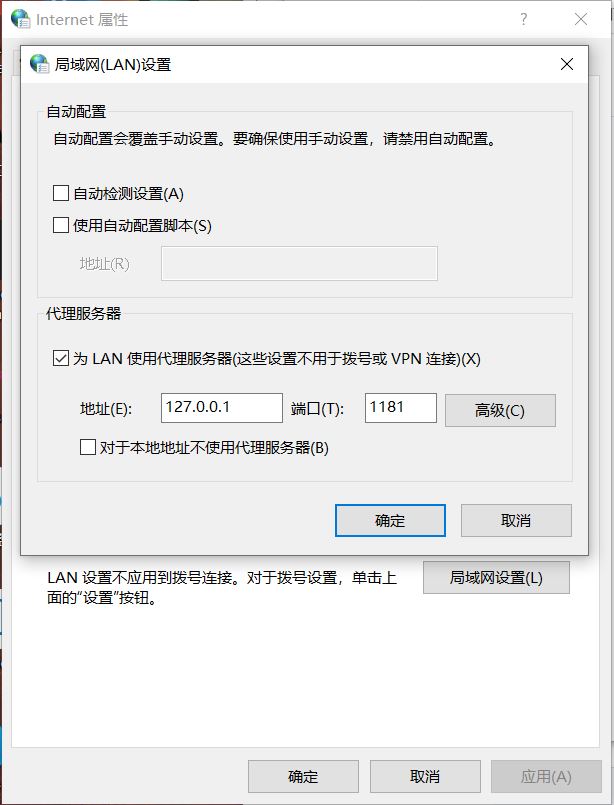 Internet 属性
?
局域网(LAN)设置
自动配置
自动配置会覆盖手动设置。要确保使用手动设置，请禁用自动配置。
自动检测设置(A)
使用自动配置脚本(S)
地址(R)
代理服务器
为 LAN 使用代理服务器(这些设置不用于拨号或 VPN 连接)(X)
地址(E): 127.0.0.1 端口(T): 1181 高级(C)
对于本地地址不使用代理服务器(B)
确定 取消
LAN 设置不应用到拨号连接。对于拨号设置，单击上
面的“设置”按钮。
局域网设置(L)
确定 取消 应用(A)